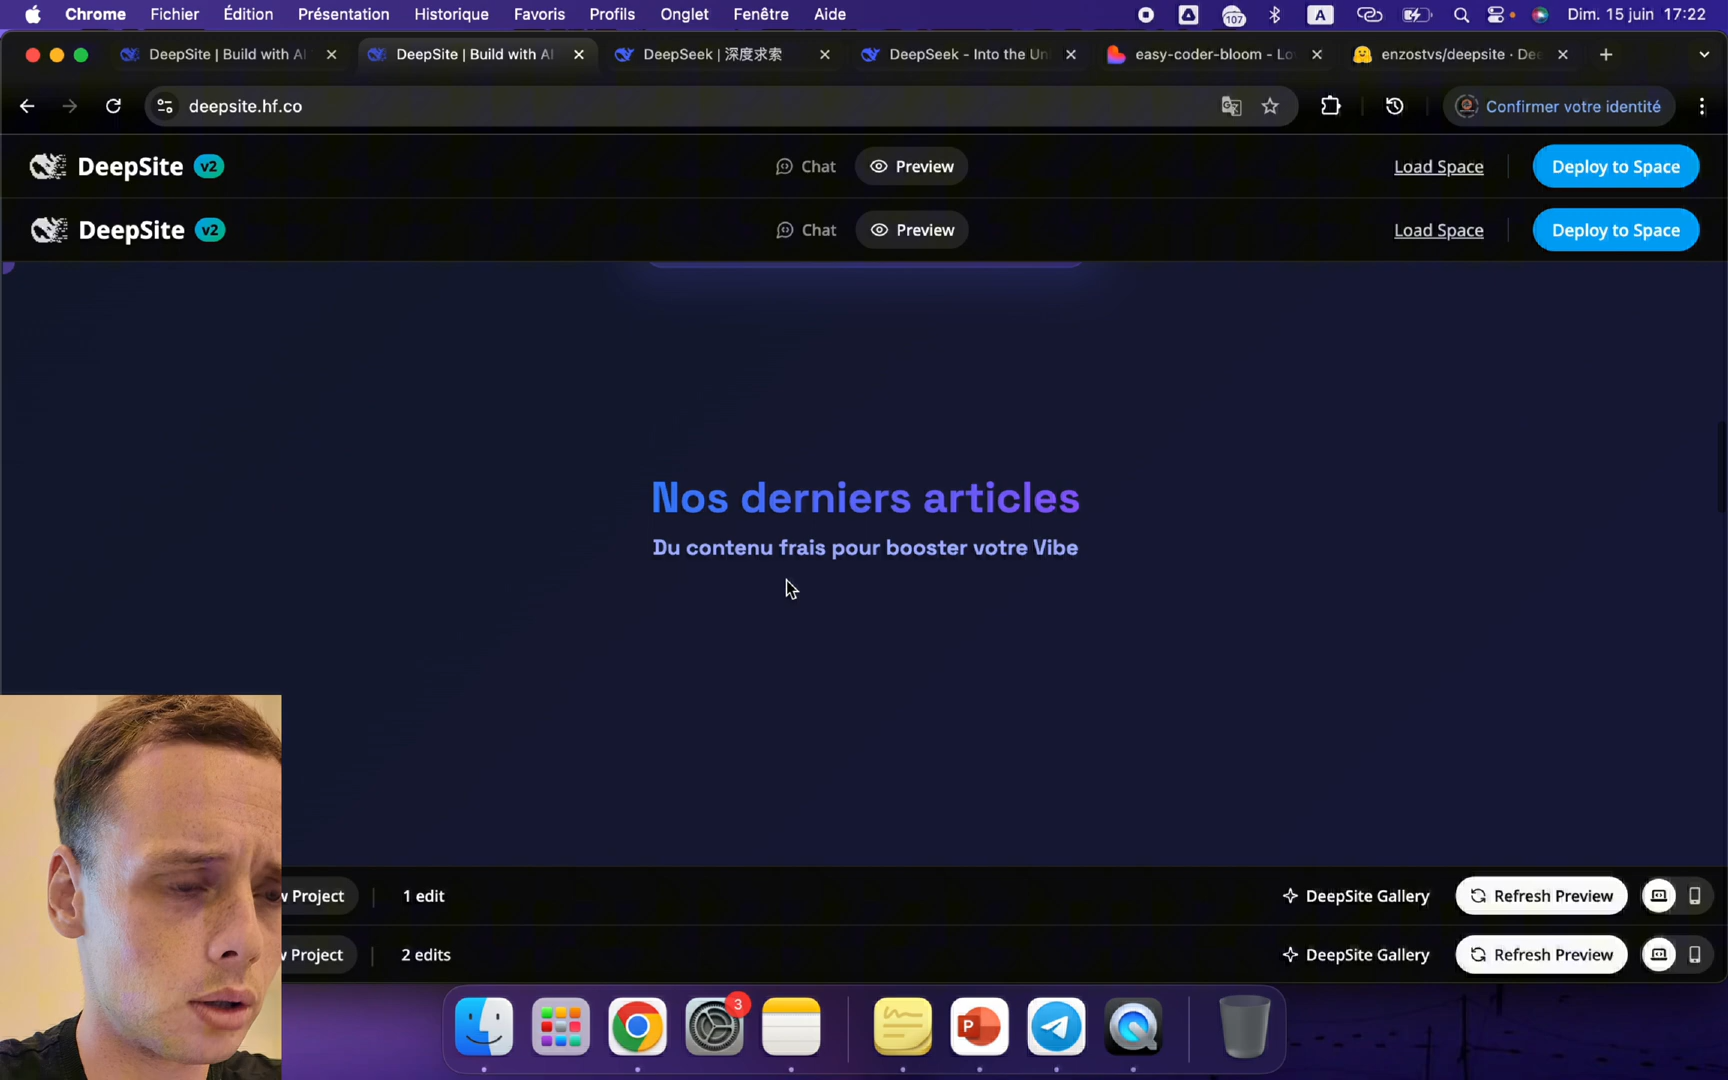 Chrome Fichier Édition Présentation Historique Favoris Profils Onglet Fenêtre Aide 107 A Dim. 15 juin 17:22
DeepSite | Build with AI DeepSite | Build with AI DeepSeek | 深度求索 DeepSeek - Into the Un easy-coder-bloom - Lo enzostvs/deepsite · Dee
deepsite.hf.co Confirmer votre identité
DeepSite v2 Chat Preview Load Space Deploy to Space
DeepSite v2 Chat Preview Load Space Deploy to Space
Nos derniers articles
Du contenu frais pour booster votre Vibe
w Project 1 edit DeepSite Gallery Refresh Preview
w Project 2 edits DeepSite Gallery Refresh Preview
3
P